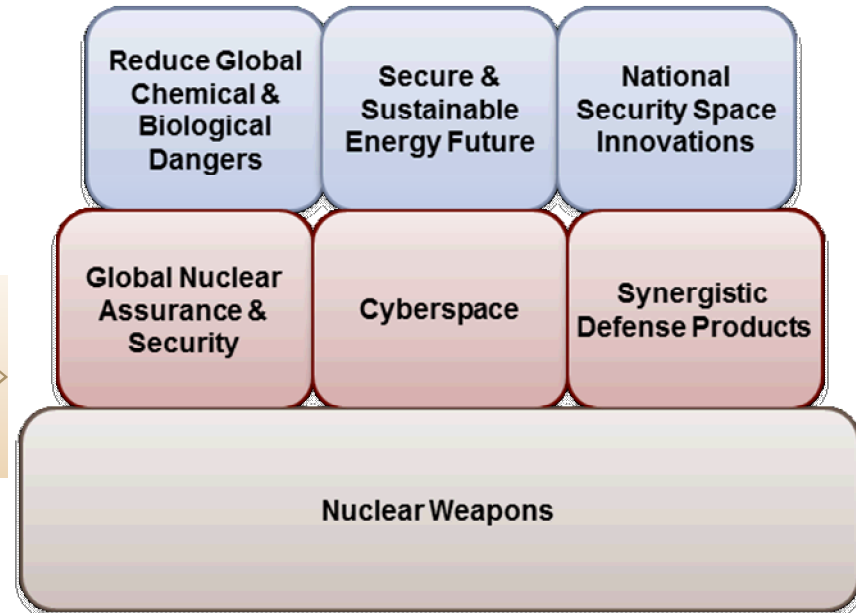 Reduce Global
Chemical &
Biological
Dangers
Secure &
Sustainable
Energy Future
National
Security Space
Innovations
Global Nuclear
Assurance &
Security
Cyberspace
Synergistic
Defense Products
Nuclear Weapons